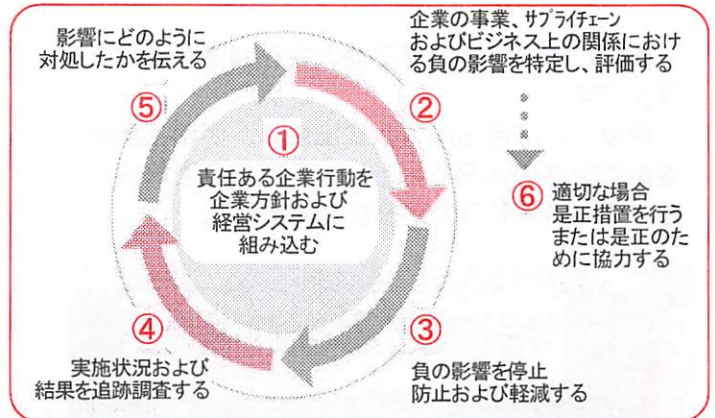 ①
責任ある企業行動を
企業方針および
経営システムに
組み込む
②
企業の事業、サプライチェーン
およびビジネス上の関係におけ
る負の影響を特定し、評価する
③
負の影響を停止
防止および軽減する
④
実施状況および
結果を追跡調査する
⑤
影響にどのように
対処したかを伝える
⑥
適切な場合
是正措置を行う
または是正のた
めに協力する